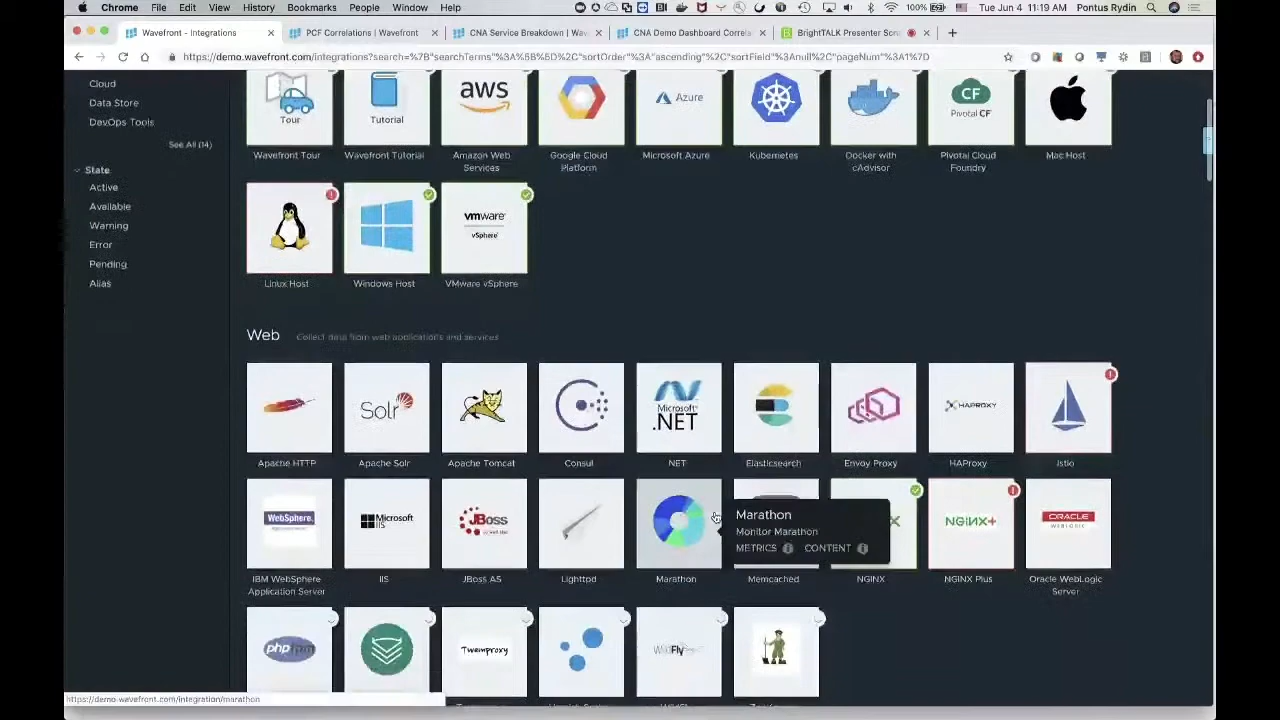 Chrome File Edit View History Bookmarks People Window Help
100% Tue Jun 4 11:19 AM Pontus Rydin
Wavefront - Integrations
PCF Correlations | Wavefront
CNA Service Breakdown | Wav
CNA Demo Dashboard Correla
BrightTALK Presenter Scr
https://demo.wavefront.com/integrations?search=%7B"searchTerms"%3A%5B%5D%2C"sortOrder"%3A"ascending"%2C"sortField"%3Anull%2C"pageNum"%3A1%7D
Cloud
Data Store
DevOps Tools
See All (14)
State
Active
Available
Warning
Error
Pending
Alias
Tour
Tutorial
aws
Azure
CF
Pivotal CF
Wavefront Tour
Wavefront Tutorial
Amazon Web Services
Google Cloud Platform
Microsoft Azure
Kubernetes
Docker with cAdvisor
Pivotal Cloud Foundry
Mac Host
vmware
vSphere
Linux Host
Windows Host
VMware vSphere
Web Collect data from web applications and services
Solr
Microsoft
.NET
HAPROXY
Apache HTTP
Apache Solr
Apache Tomcat
Consul
.NET
Elasticsearch
Envoy Proxy
HAProxy
Istio
WebSphere.
Microsoft IIS
JBoss
NGINX+
ORACLE
WEBLOGIC
Marathon
Monitor Marathon
METRICS CONTENT
IBM WebSphere Application Server
IIS
JBoss AS
Lighttpd
Marathon
Memcached
NGINX
NGINX Plus
Oracle WebLogic Server
php fpm
Twemproxy
WildFly
https://demo.wavefront.com/integration/marathon